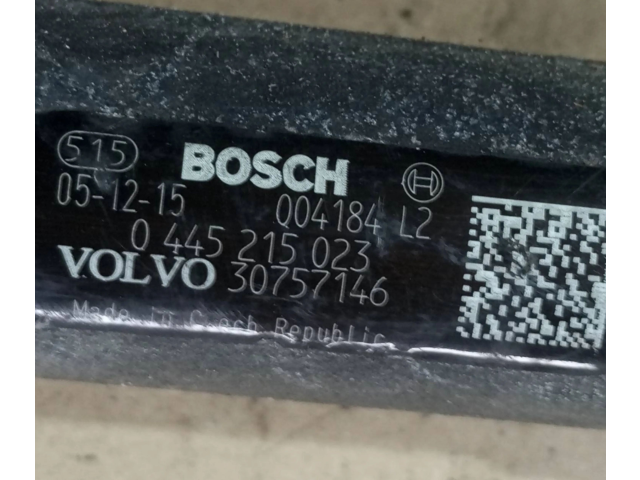 515 BOSCH
05-12-15 Q04184 L2
0 445 215 023
VOLVO 30757146
Made in Czech Republic